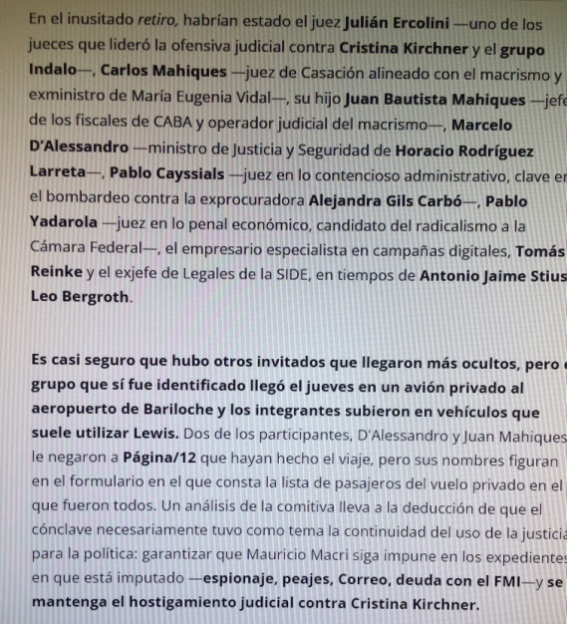 En el inusitado retiro, habrían estado el juez Julián Ercolini —uno de los
jueces que lideró la ofensiva judicial contra Cristina Kirchner y el grupo
Indalo—, Carlos Mahiques —juez de Casación alineado con el macrismo y
exministro de María Eugenia Vidal—, su hijo Juan Bautista Mahiques —jefe
de los fiscales de CABA y operador judicial del macrismo—, Marcelo
D'Alessandro —ministro de Justicia y Seguridad de Horacio Rodríguez
Larreta—, Pablo Cayssials —juez en lo contencioso administrativo, clave en
el bombardeo contra la exprocuradora Alejandra Gils Carbó—, Pablo
Yadarola —juez en lo penal económico, candidato del radicalismo a la
Cámara Federal—, el empresario especialista en campañas digitales, Tomás
Reinke y el exjefe de Legales de la SIDE, en tiempos de Antonio Jaime Stius
Leo Bergroth.
Es casi seguro que hubo otros invitados que llegaron más ocultos, pero e
grupo que sí fue identificado llegó el jueves en un avión privado al
aeropuerto de Bariloche y los integrantes subieron en vehículos que
suele utilizar Lewis. Dos de los participantes, D'Alessandro y Juan Mahiques
le negaron a Página/12 que hayan hecho el viaje, pero sus nombres figuran
en el formulario en el que consta la lista de pasajeros del vuelo privado en el
que fueron todos. Un análisis de la comitiva lleva a la deducción de que el
cónclave necesariamente tuvo como tema la continuidad del uso de la justicia
para la política: garantizar que Mauricio Macri siga impune en los expedientes
en que está imputado —espionaje, peajes, Correo, deuda con el FMI—y se
mantenga el hostigamiento judicial contra Cristina Kirchner.